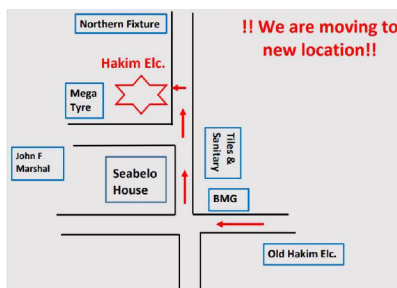 Northern Fixture
!! We are moving to
new location!!
Hakim Elc.
Mega
Tyre
Tiles &
Sanitary
John F
Marshal
Seabelo
House
BMG
Old Hakim Elc.